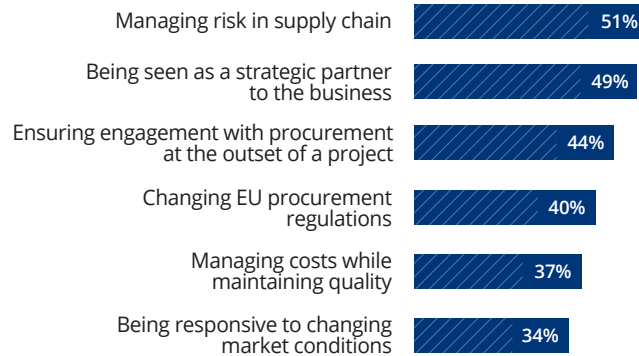 Managing risk in supply chain 51%
Being seen as a strategic partner
to the business 49%
Ensuring engagement with procurement
at the outset of a project 44%
Changing EU procurement
regulations 40%
Managing costs while
maintaining quality 37%
Being responsive to changing
market conditions 34%